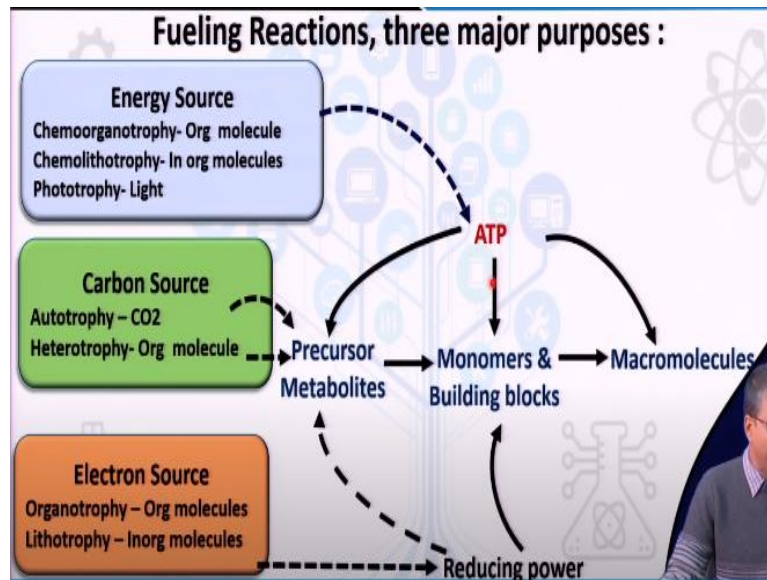 Fueling Reactions, three major purposes :
Energy Source
Chemoorganotrophy- Org molecule
Chemolithotrophy- In org molecules
Phototrophy- Light
ATP
Carbon Source
Autotrophy – CO2
Heterotrophy- Org molecule
Precursor
Metabolites
Monomers &
Building blocks
Macromolecules
Electron Source
Organotrophy – Org molecules
Lithotrophy – Inorg molecules
Reducing power